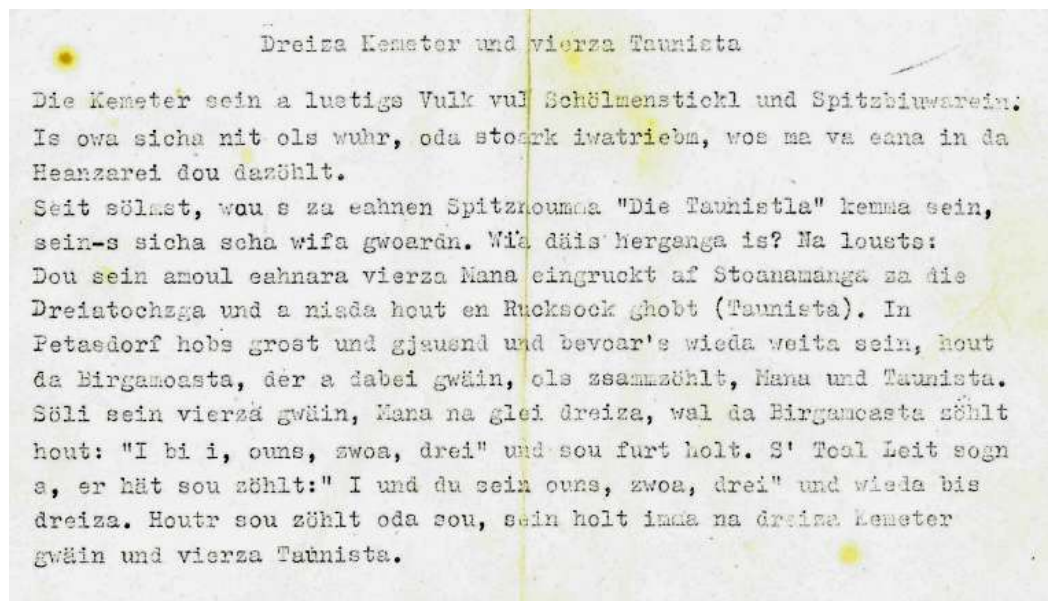 Dreiza Kemeter und vierza Taunista
Die Kemeter sein a lustigs Vulk vul Schölmenstickl und Spitzbiuwarein.
Is owa sicha nit ols wuhr, oda stoark iwatriebm, wos ma va eana in da
Heanzarei dou dazöhlt.
Seit sölmst, wou s za eahnen Spitznoumma "Die Taunistla" kemma sein,
sein-s sicha scha wifa gwoardn. Wia däis herganga is? Na lousts:
Dou sein amoul eahnara vierza Mana eingruckt af Stoanamanga za die
Dreiatochzga und a niada hout en Rucksock ghobt (Taunista). In
Petasdorf hobs grost und gjausnd und bevoar's wieda weita sein, hout
da Birgamoasta, der a dabei gwäin, ols zsammzöhlt, Mana und Taunista.
Söli sein vierza gwäin, Mana na glei dreiza, wal da Birgamoasta zöhlt
hout: "I bi i, ouns, zwoa, drei" und sou furt holt. S' Toal Leit sogn
a, er hät sou zöhlt:" I und du sein ouns, zwoa, drei" und wieda bis
dreiza. Houtr sou zöhlt oda sou, sein holt imma na dreiza Kemeter
gwäin und vierza Taunista.